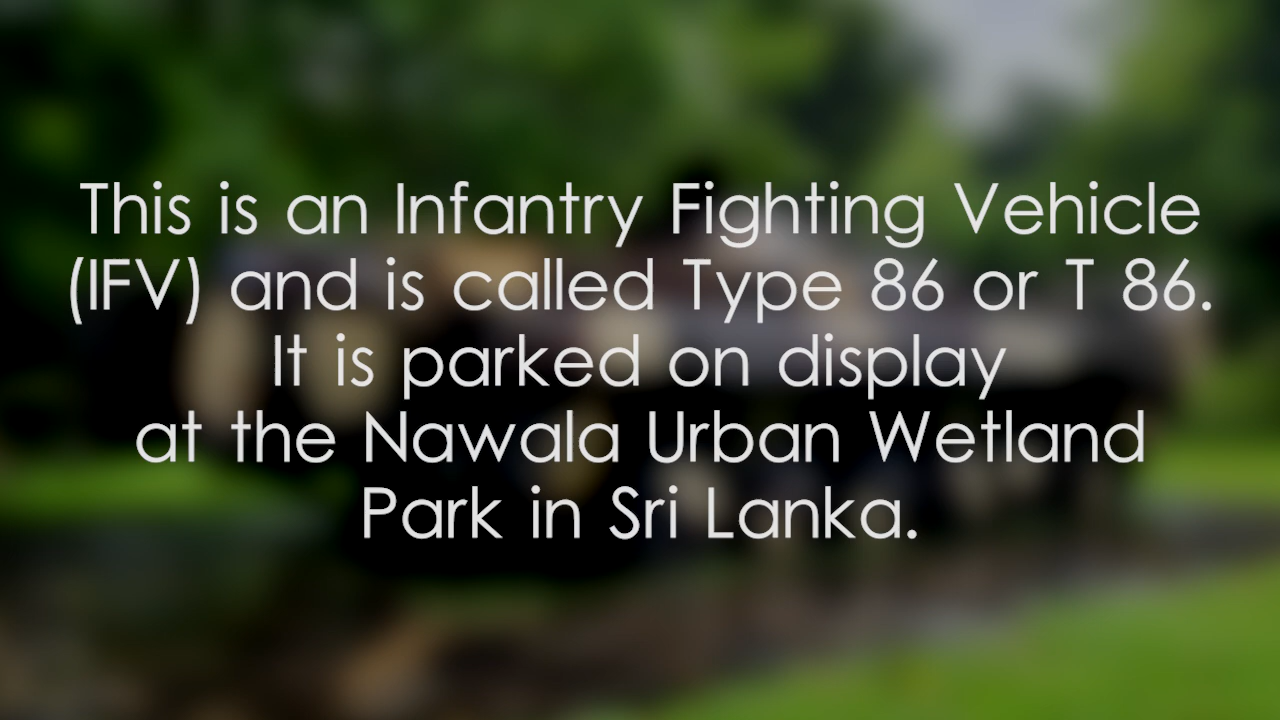 This is an Infantry Fighting Vehicle
(IFV) and is called Type 86 or T 86.
It is parked on display
at the Nawala Urban Wetland
Park in Sri Lanka.